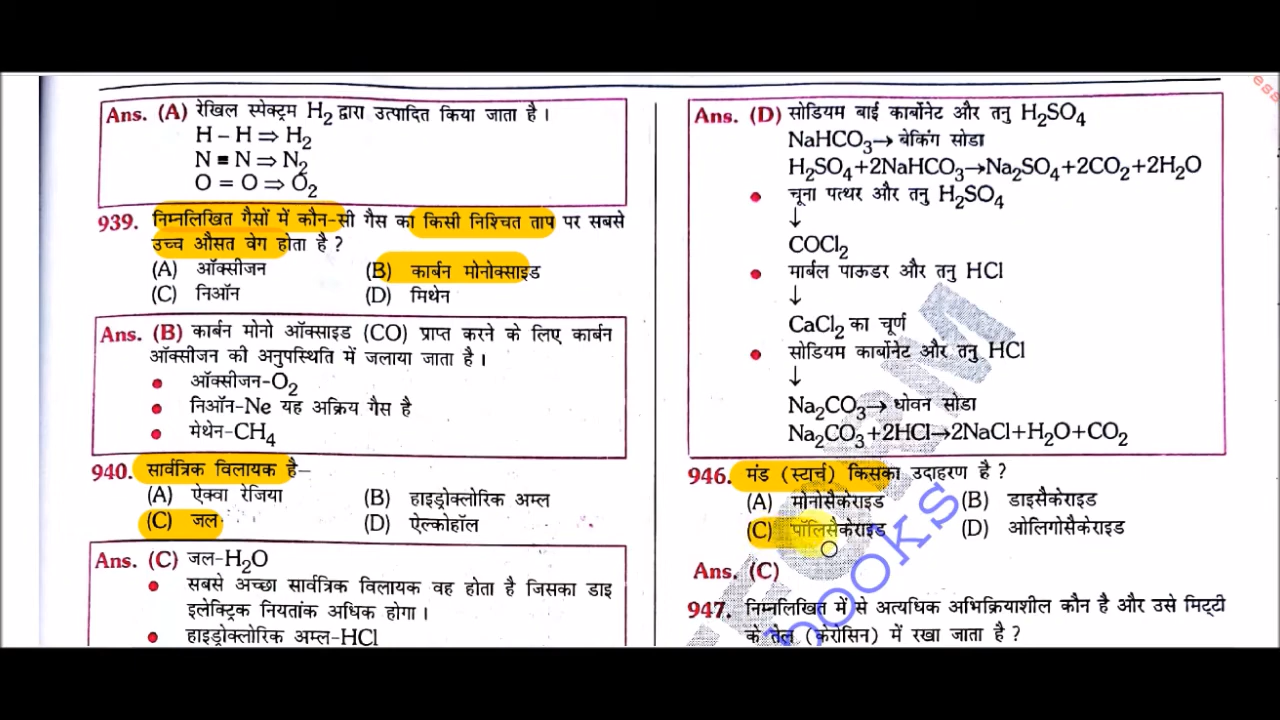 Ans. (A) रेखिल स्पेक्ट्रम H2 द्वारा उत्पादित किया जाता है।
H – H ⇒ H2
N ≡ N ⇒ N2
O = O ⇒ O2
939. निम्नलिखित गैसों में कौन-सी गैस का किसी निश्चित ताप पर सबसे
उच्च औसत वेग होता है ?
(A) ऑक्सीजन (B) कार्बन मोनोक्साइड
(C) निऑन (D) मिथेन
Ans. (B) कार्बन मोनो ऑक्साइड (CO) प्राप्त करने के लिए कार्बन
ऑक्सीजन की अनुपस्थिति में जलाया जाता है।
• ऑक्सीजन-O2
• निऑन-Ne यह अक्रिय गैस है
• मेथेन-CH4
940. सार्वत्रिक विलायक है–
(A) ऐक्वा रेजिया (B) हाइड्रोक्लोरिक अम्ल
(C) जल (D) ऐल्कोहॉल
Ans. (C) जल-H2O
• सबसे अच्छा सार्वत्रिक विलायक वह होता है जिसका डाइ
इलेक्ट्रिक नियतांक अधिक होगा।
• हाइड्रोक्लोरिक अम्ल-HCl
Ans. (D) सोडियम बाई कार्बोनेट और तनु H2SO4
NaHCO3→ बेकिंग सोडा
H2SO4+2NaHCO3→Na2SO4+2CO2+2H2O
• चूना पत्थर और तनु H2SO4
↓
COCl2
• मार्बल पाऊडर और तनु HCl
↓
CaCl2 का चूर्ण
• सोडियम कार्बोनेट और तनु HCl
↓
Na2CO3→ धोवन सोडा
Na2CO3+2HCl→2NaCl+H2O+CO2
946. मंड (स्टार्च) किसका उदाहरण है ?
(A) मोनोसैकेराइड (B) डाइसैकेराइड
(C) पॉलिसैकेराइड (D) ओलिगोसैकेराइड
Ans. (C)
947. निम्नलिखित में से अत्यधिक अभिक्रियाशील कौन है और उसे मिट्टी
के तेल (केरोसिन) में रखा जाता है ?
books